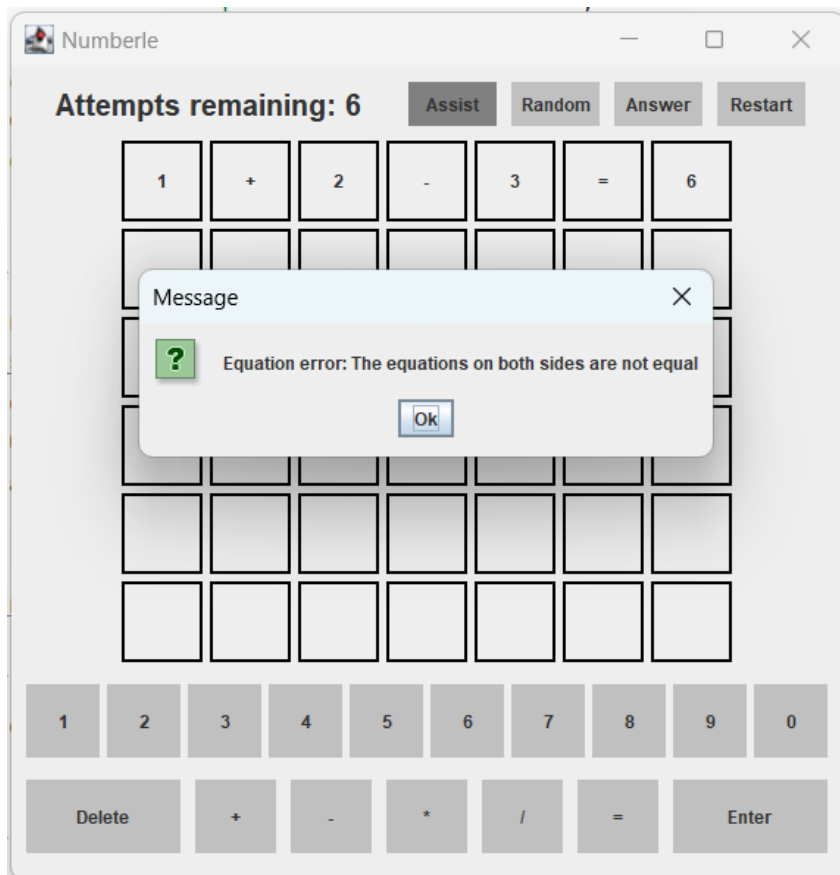 Numberle
Attempts remaining: 6
Assist
Random
Answer
Restart
1 + 2 - 3 = 6
Message
?
Equation error: The equations on both sides are not equal
Ok
1 2 3 4 5 6 7 8 9 0
Delete + - * / = Enter